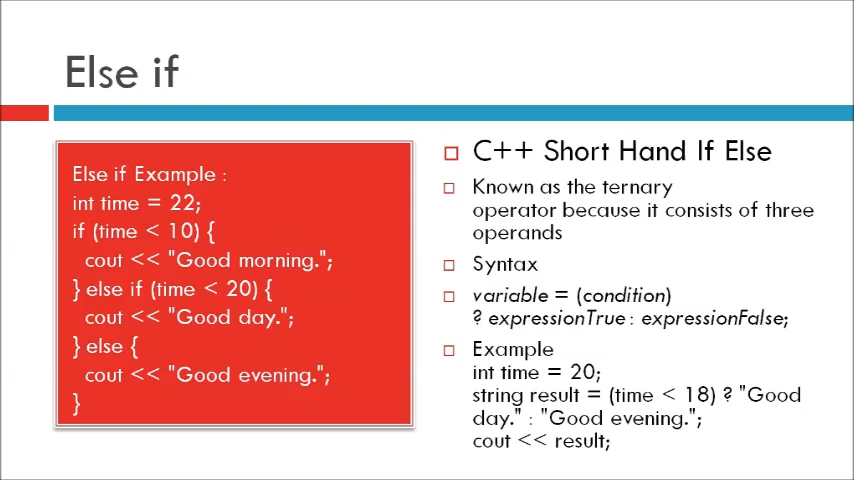 Else if
Else if Example :
int time = 22;
if (time < 10) {
cout << "Good morning.";
} else if (time < 20) {
cout << "Good day.";
} else {
cout << "Good evening.";
}
C++ Short Hand If Else
Known as the ternary
operator because it consists of three
operands
Syntax
variable = (condition)
? expressionTrue : expressionFalse;
Example
int time = 20;
string result = (time < 18) ? "Good
day." : "Good evening.";
cout << result;